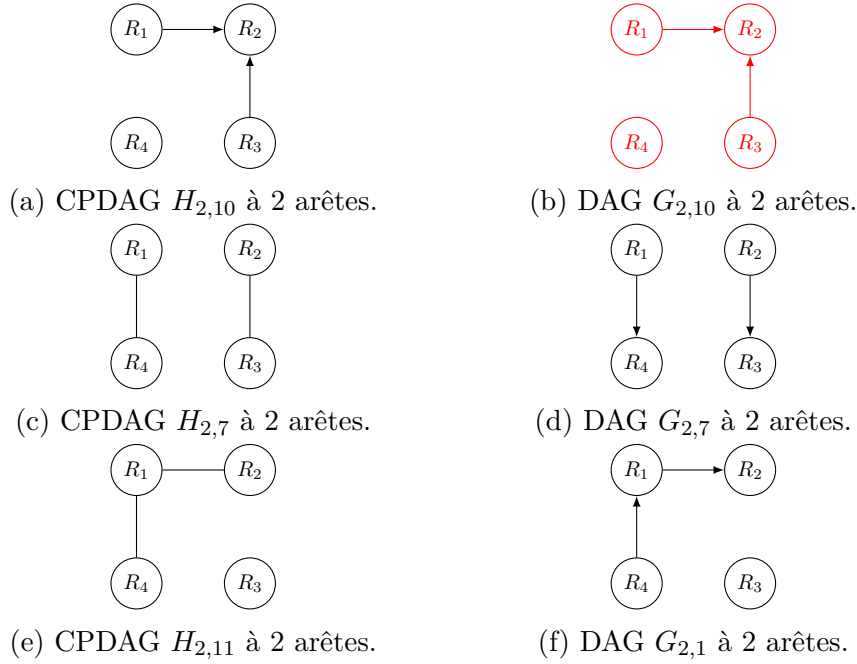 R1 R2 R1 R2
R4 R3 R4 R3
(a) CPDAG H2,10 à 2 arêtes. (b) DAG G2,10 à 2 arêtes.
R1 R2 R1 R2
R4 R3 R4 R3
(c) CPDAG H2,7 à 2 arêtes. (d) DAG G2,7 à 2 arêtes.
R1 R2 R1 R2
R4 R3 R4 R3
(e) CPDAG H2,11 à 2 arêtes. (f) DAG G2,1 à 2 arêtes.